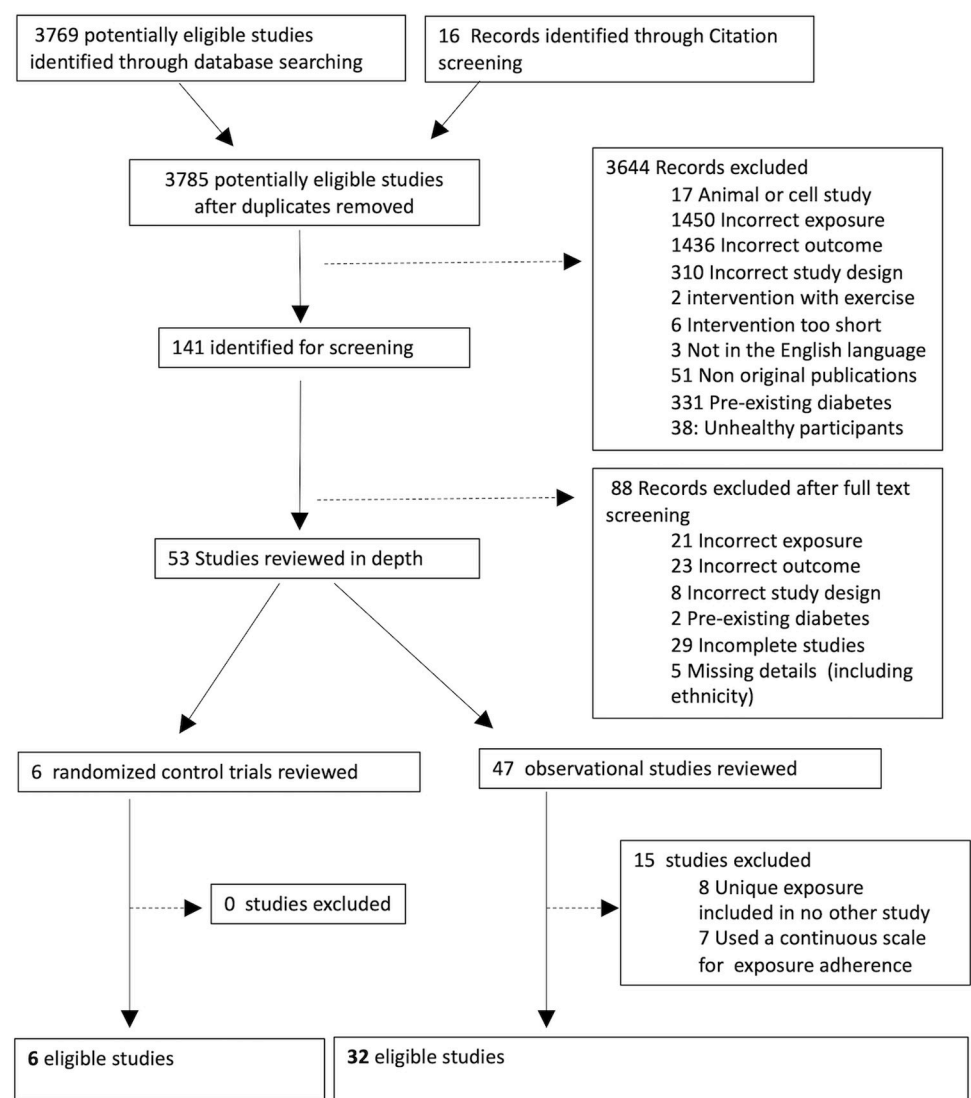 3769 potentially eligible studies
identified through database searching
16 Records identified through Citation
screening
3785 potentially eligible studies
after duplicates removed
3644 Records excluded
17 Animal or cell study
1450 Incorrect exposure
1436 Incorrect outcome
310 Incorrect study design
2 intervention with exercise
6 Intervention too short
3 Not in the English language
51 Non original publications
331 Pre-existing diabetes
38: Unhealthy participants
141 identified for screening
88 Records excluded after full text
screening
21 Incorrect exposure
23 Incorrect outcome
8 Incorrect study design
2 Pre-existing diabetes
29 Incomplete studies
5 Missing details (including
ethnicity)
53 Studies reviewed in depth
6 randomized control trials reviewed
47 observational studies reviewed
15 studies excluded
8 Unique exposure
included in no other study
7 Used a continuous scale
for exposure adherence
0 studies excluded
6 eligible studies
32 eligible studies